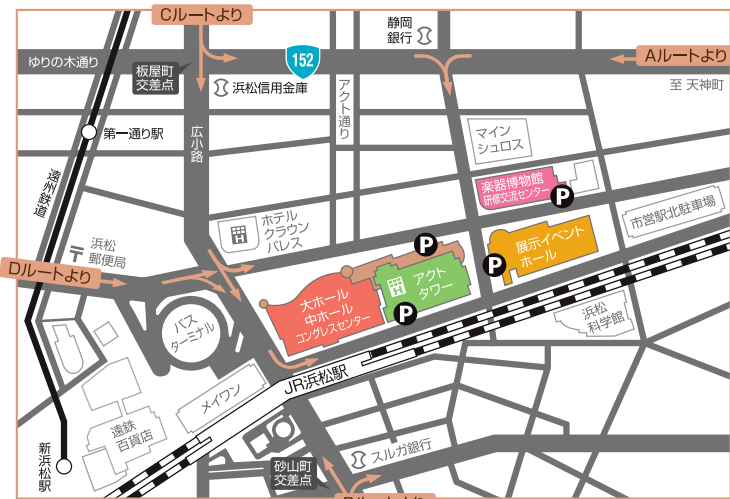 Cルートより
静岡
銀行
ゆりの木通り
板屋町
交差点
152
浜松信用金庫
Aルートより
至 天神町
アクト通り
第一通り駅
広小路
マイン
シュロス
遠州鉄道
楽器博物館
研修交流センター
P
市営駅北駐車場
ホテル
クラウン
パレス
浜松
郵便局
Dルートより
展示イベント
ホール
P
P
大ホール
中ホール
コングレスセンター
アクト
タワー
P
バス
ターミナル
浜松
科学館
JR浜松駅
メイワン
遠鉄
百貨店
新浜松駅
スルガ銀行
砂山町
交差点